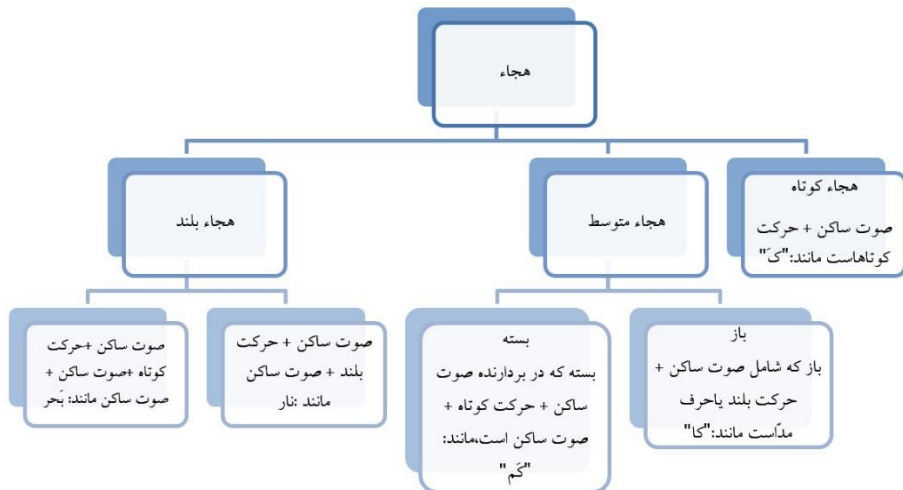 هجاء
هجاء کوتاه
صوت ساکن + حرکت
کوتاهاست مانند:"کَ"
هجاء متوسط
هجاء بلند
باز
باز که شامل صوت ساکن +
حرکت بلند یاحرف
مدّاست مانند:"کا"
بسته
بسته که در بردارنده صوت
ساکن + حرکت کوتاه +
صوت ساکن است،مانند:
"کَم"
صوت ساکن + حرکت
بلند + صوت ساکن
مانند :نار
صوت ساکن +حرکت
کوتاه +صوت ساکن +
صوت ساکن مانند: بَحر